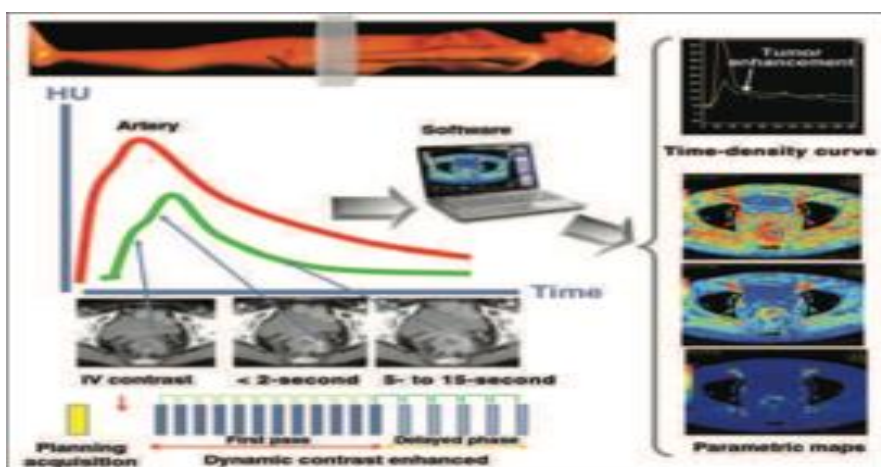 HU
Artery
Software
Tumor
enhancement
Time-density curve
Time
IV contrast
< 2-second
5- to 15-second
Planning
acquisition
First pass
Delayed phase
Dynamic contrast enhanced
Parametric maps